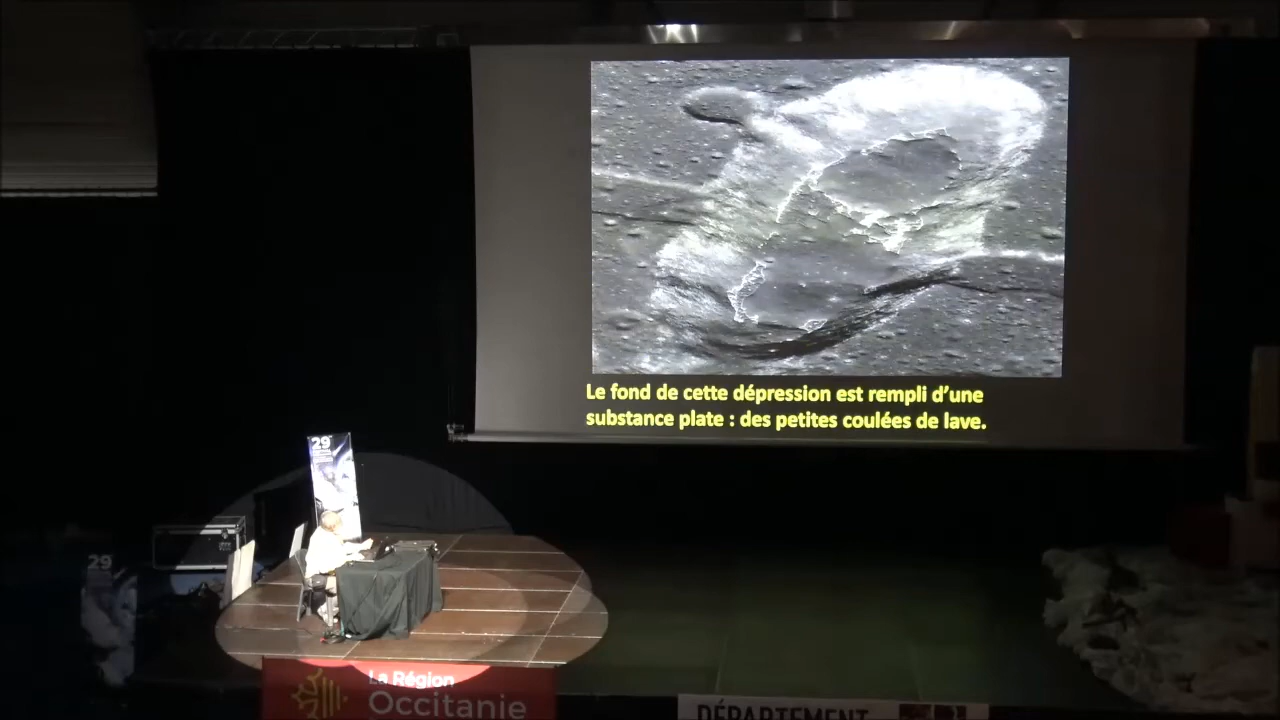 Le fond de cette dépression est rempli d'une
substance plate : des petites coulées de lave.
29
29
La Région
Occitanie
DÉPARTEMENT